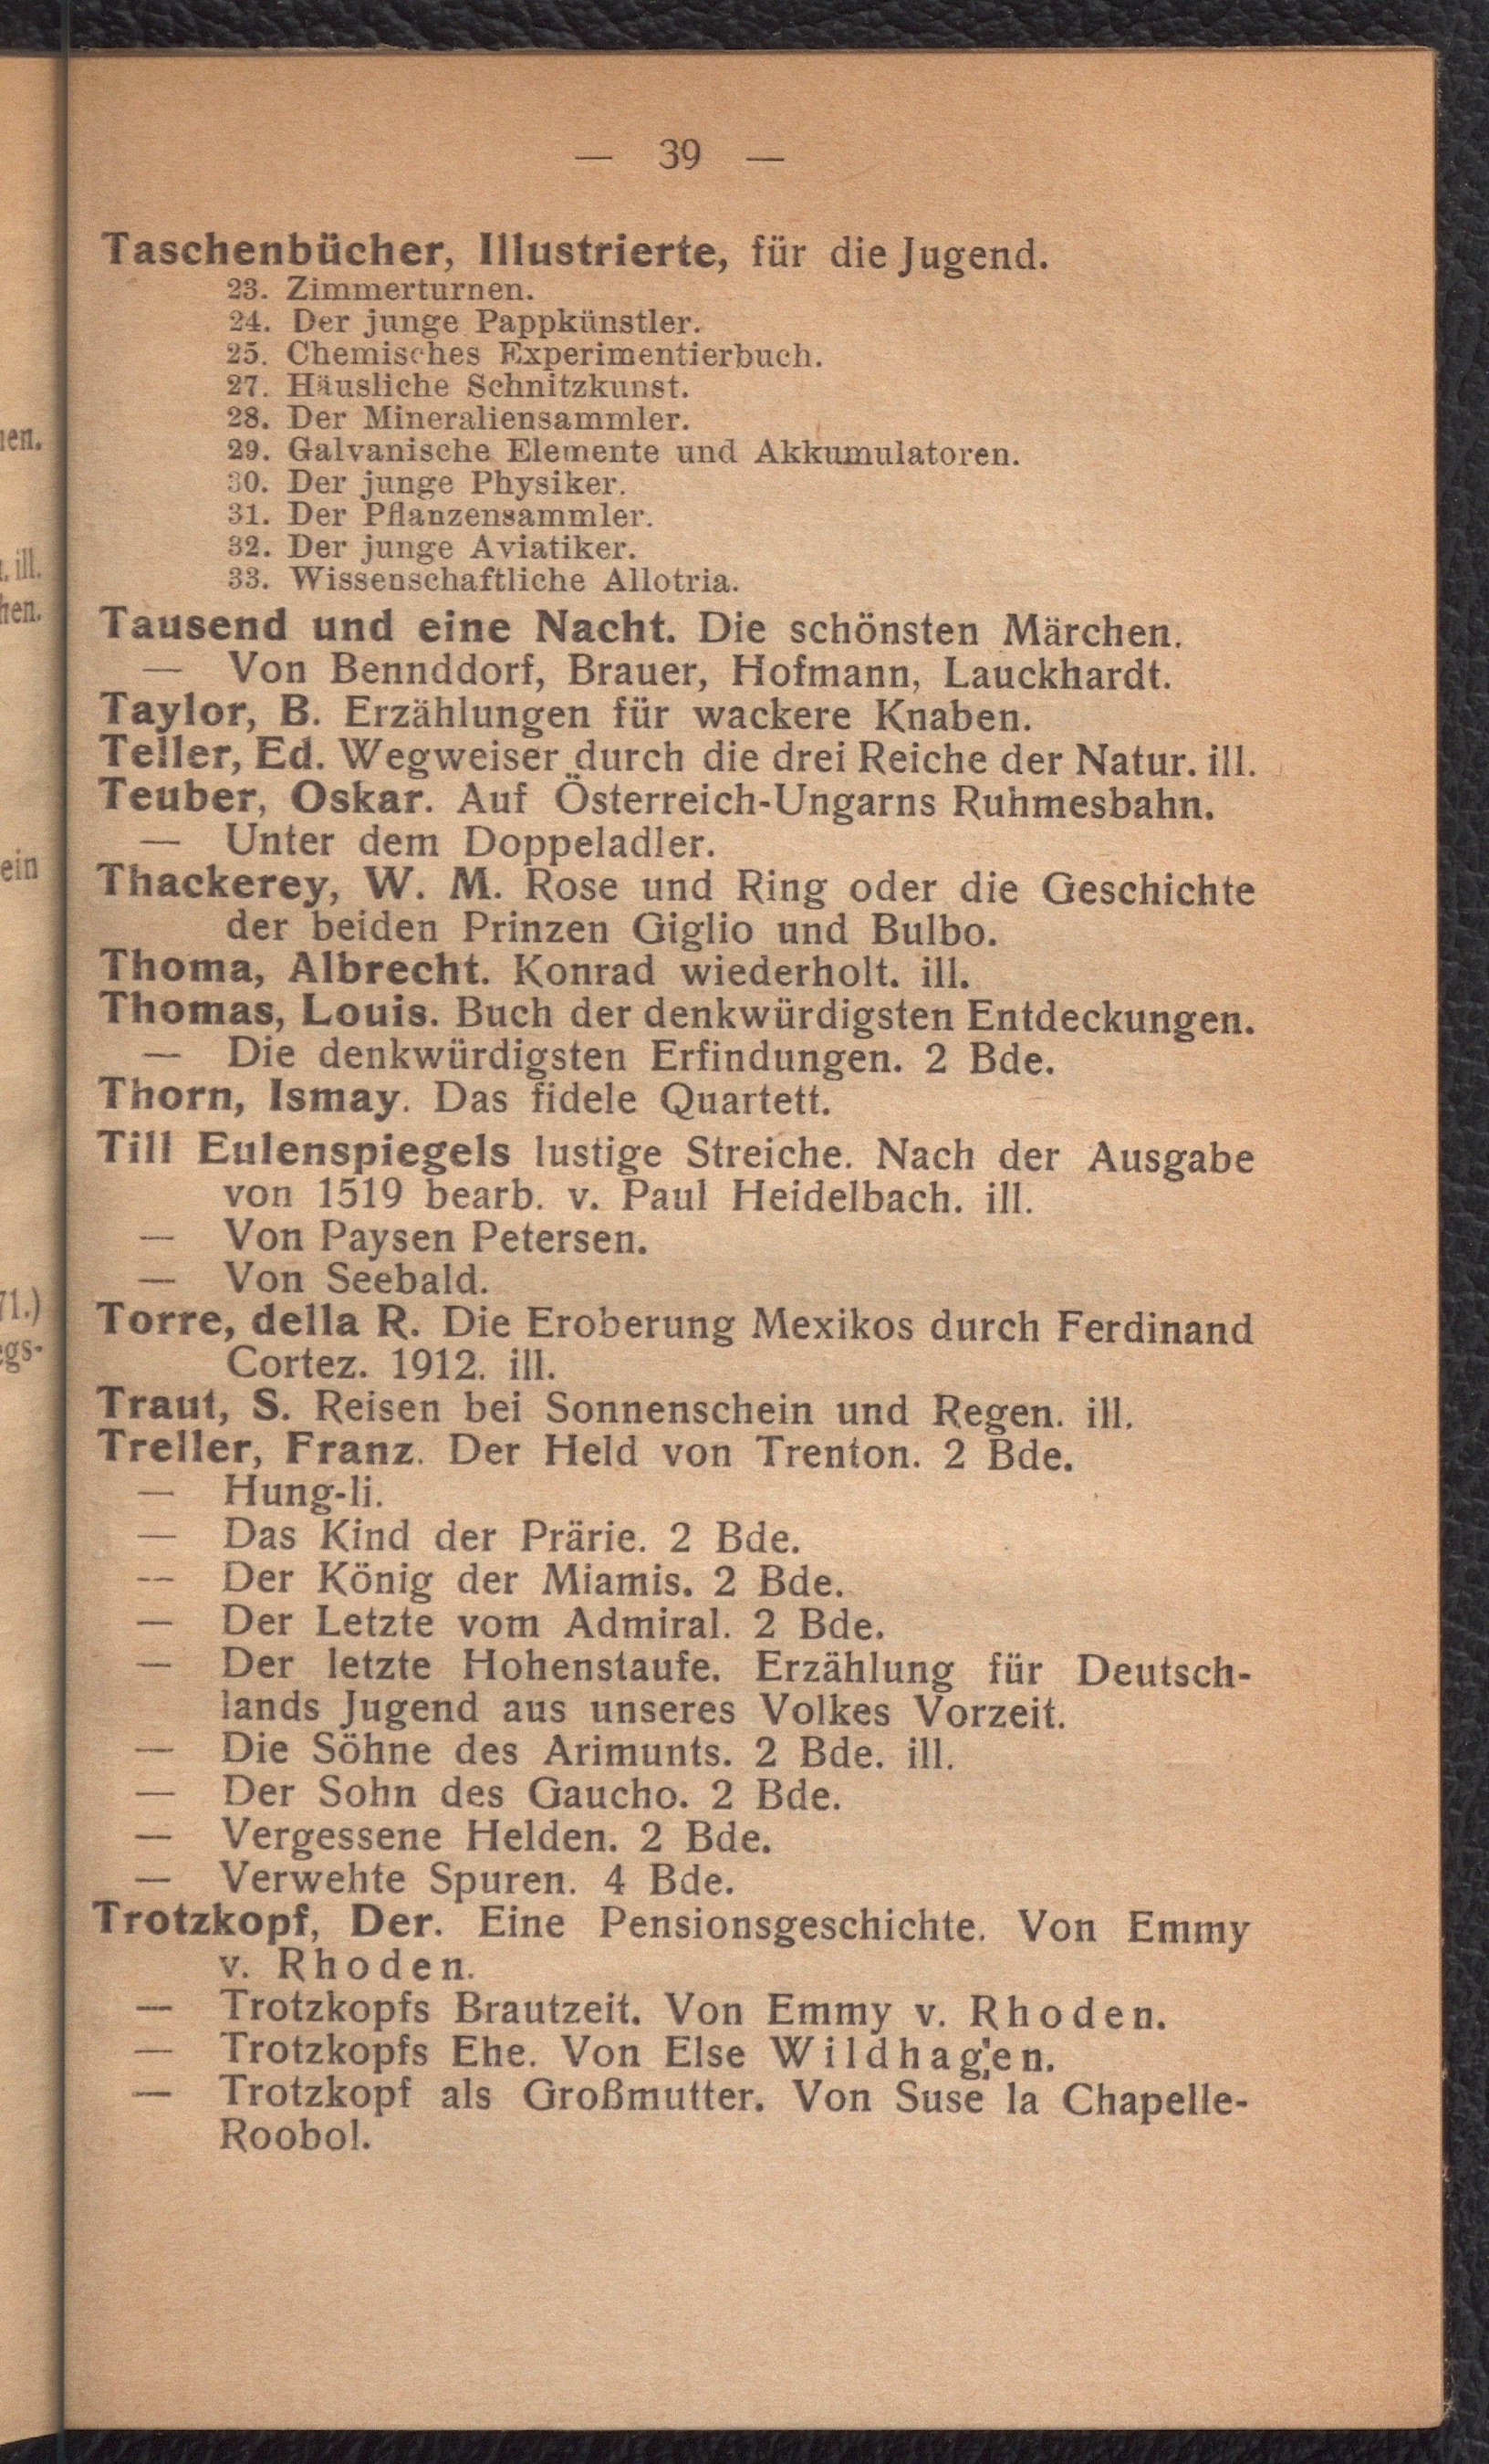 — 39 —
Taschenbücher, Illustrierte, für die Jugend.
23. Zimmerturnen.
24. Der junge Pappkünstler.
25. Chemisches Experimentierbuch.
27. Häusliche Schnitzkunst.
28. Der Mineraliensammler.
29. Galvanische Elemente und Akkumulatoren.
30. Der junge Physiker.
31. Der Pflanzensammler.
32. Der junge Aviatiker.
33. Wissenschaftliche Allotria.
Tausend und eine Nacht. Die schönsten Märchen.
— Von Bennddorf, Brauer, Hofmann, Lauckhardt.
Taylor, B. Erzählungen für wackere Knaben.
Teller, Ed. Wegweiser durch die drei Reiche der Natur. ill.
Teuber, Oskar. Auf Österreich-Ungarns Ruhmesbahn.
— Unter dem Doppeladler.
Thackerey, W. M. Rose und Ring oder die Geschichte
der beiden Prinzen Giglio und Bulbo.
Thoma, Albrecht. Konrad wiederholt. ill.
Thomas, Louis. Buch der denkwürdigsten Entdeckungen.
— Die denkwürdigsten Erfindungen. 2 Bde.
Thorn, Ismay. Das fidele Quartett.
Till Eulenspiegels lustige Streiche. Nach der Ausgabe
von 1519 bearb. v. Paul Heidelbach. ill.
— Von Paysen Petersen.
— Von Seebald.
Torre, della R. Die Eroberung Mexikos durch Ferdinand
Cortez. 1912. ill.
Traut, S. Reisen bei Sonnenschein und Regen. ill.
Treller, Franz. Der Held von Trenton. 2 Bde.
— Hung-li.
— Das Kind der Prärie. 2 Bde.
— Der König der Miamis. 2 Bde.
— Der Letzte vom Admiral. 2 Bde.
— Der letzte Hohenstaufe. Erzählung für Deutsch-
lands Jugend aus unseres Volkes Vorzeit.
— Die Söhne des Arimunts. 2 Bde. ill.
— Der Sohn des Gaucho. 2 Bde.
— Vergessene Helden. 2 Bde.
— Verwehte Spuren. 4 Bde.
Trotzkopf, Der. Eine Pensionsgeschichte. Von Emmy
v. Rhoden.
— Trotzkopfs Brautzeit. Von Emmy v. Rhoden.
— Trotzkopfs Ehe. Von Else Wildhagen.
— Trotzkopf als Großmutter. Von Suse la Chapelle-
Roobol.